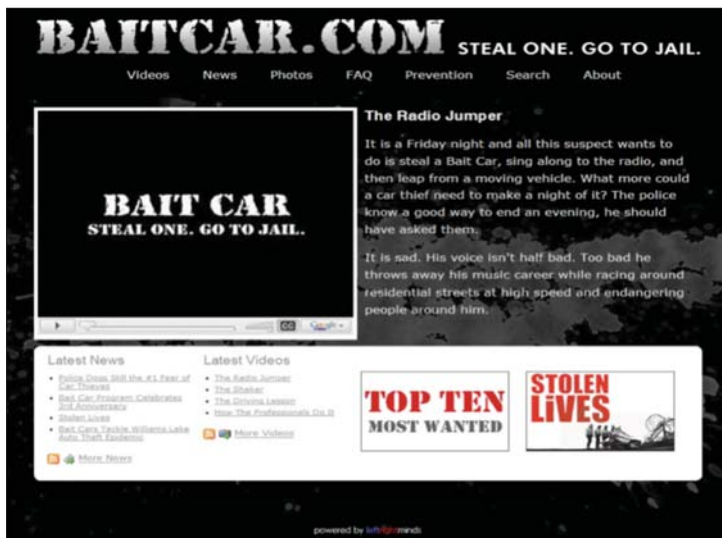 BAITCAR.COM STEAL ONE. GO TO JAIL.
Videos News Photos FAQ Prevention Search About
The Radio Jumper
It is a Friday night and all this suspect wants to
do is steal a Bait Car, sing along to the radio, and
then leap from a moving vehicle. What more could
a car thief need to make a night of it? The police
know a good way to end an evening, he should
have asked them.
It is sad. His voice isn't half bad. Too bad he
throws away his music career while racing around
residential streets at high speed and endangering
people around him.
BAIT CAR
STEAL ONE. GO TO JAIL.
CC Google
Latest News
Police Dogs Still the #1 Fear of
Car Thieves
Bait Car Program Celebrates
3rd Anniversary
Stolen Lives
Bait Cars Tackle Williams Lake
Auto Theft Epidemic
More News
Latest Videos
The Radio Jumper
The Shaker
The Driving Lesson
How The Professionals Do It
More Videos
TOP TEN
MOST WANTED
STOLEN
LiVES
powered by leftrightminds